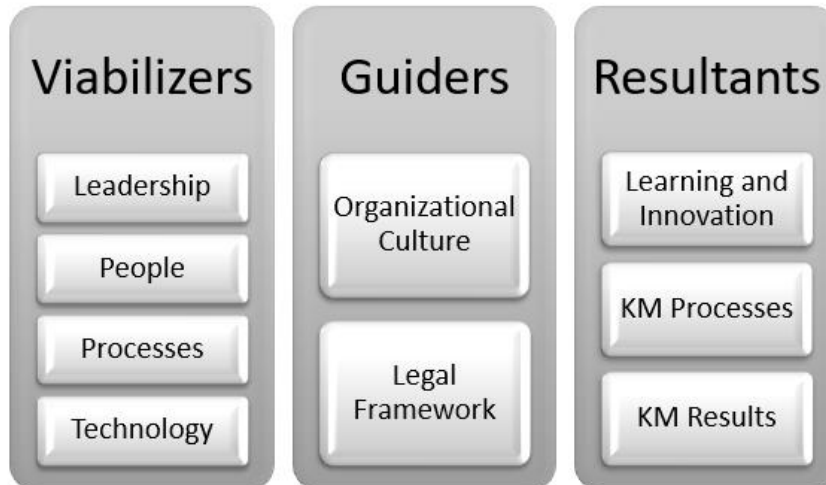 Viabilizers
Leadership
People
Processes
Technology
Guiders
Organizational
Culture
Legal
Framework
Resultants
Learning and
Innovation
KM Processes
KM Results